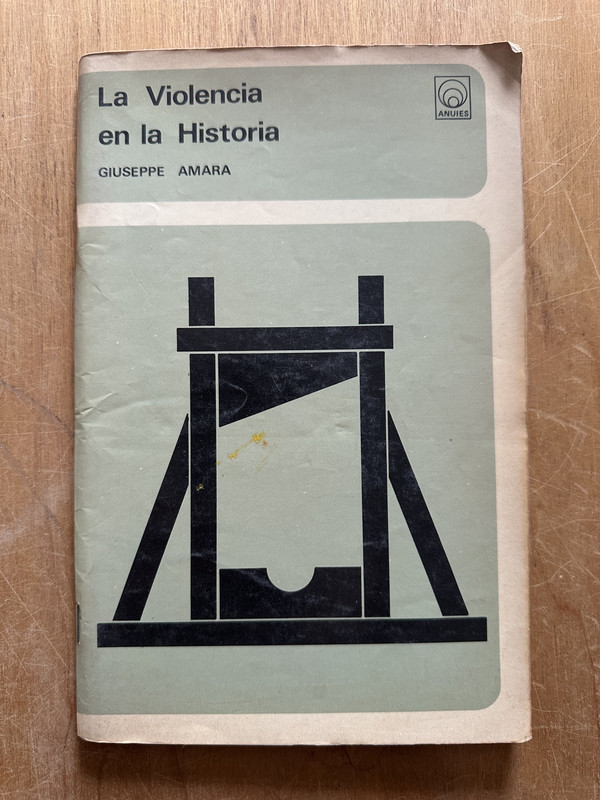 La Violencia
en la Historia
GIUSEPPE AMARA
ANUIES